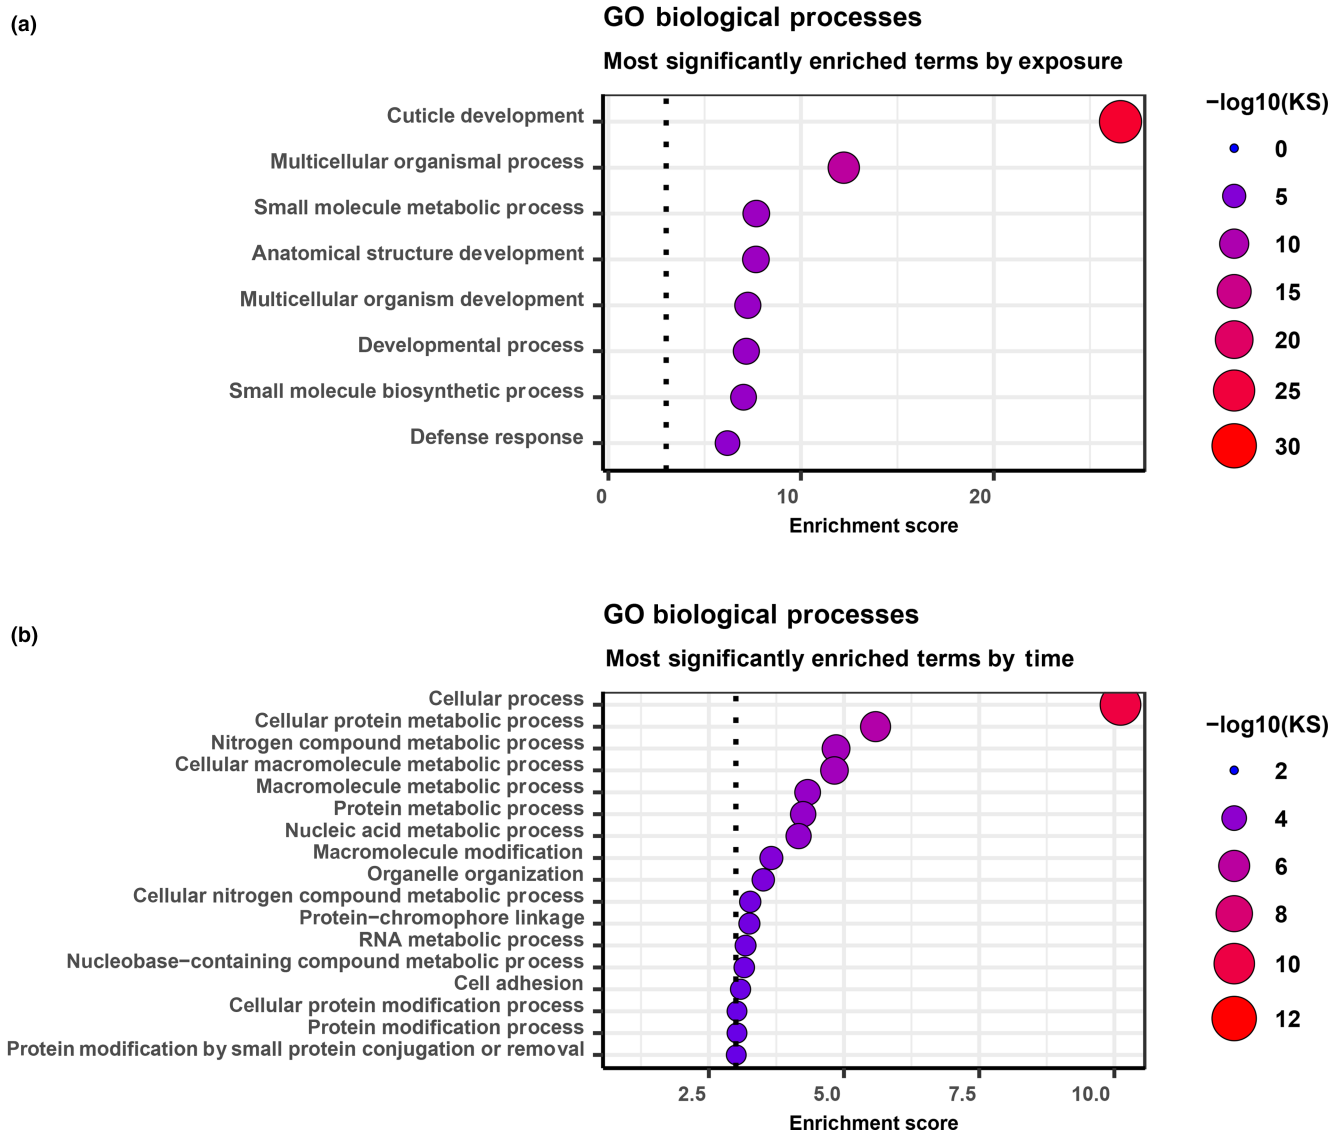 (a)
GO biological processes
Most significantly enriched terms by exposure
Cuticle development
Multicellular organismal process
Small molecule metabolic process
Anatomical structure development
Multicellular organism development
Developmental process
Small molecule biosynthetic process
Defense response
0 10 20
Enrichment score
−log10(KS)
0
5
10
15
20
25
30
(b)
GO biological processes
Most significantly enriched terms by time
Cellular process
Cellular protein metabolic process
Nitrogen compound metabolic process
Cellular macromolecule metabolic process
Macromolecule metabolic process
Protein metabolic process
Nucleic acid metabolic process
Macromolecule modification
Organelle organization
Cellular nitrogen compound metabolic process
Protein−chromophore linkage
RNA metabolic process
Nucleobase−containing compound metabolic process
Cell adhesion
Cellular protein modification process
Protein modification process
Protein modification by small protein conjugation or removal
2.5 5.0 7.5 10.0
Enrichment score
−log10(KS)
2
4
6
8
10
12